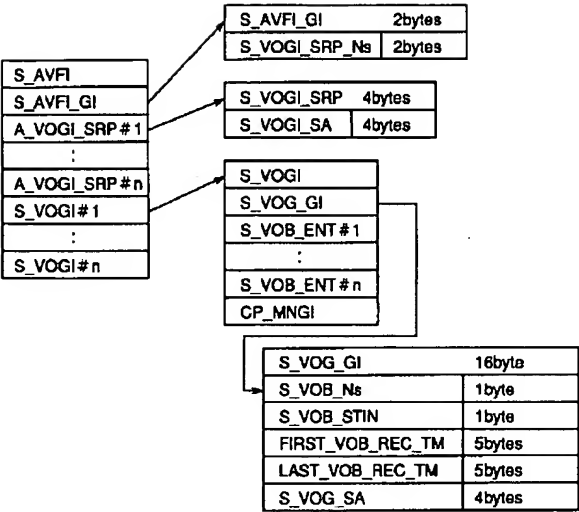 S_AVFI
S_AVFI_GI
A_VOGI_SRP#1
:
A_VOGI_SRP#n
S_VOGI#1
:
S_VOGI#n
S_AVFI_GI 2bytes
S_VOGI_SRP_Ns 2bytes
S_VOGI_SRP 4bytes
S_VOGI_SA 4bytes
S_VOGI
S_VOG_GI
S_VOB_ENT#1
:
S_VOB_ENT#n
CP_MNGI
S_VOG_GI 16byte
S_VOB_Ns 1byte
S_VOB_STIN 1byte
FIRST_VOB_REC_TM 5bytes
LAST_VOB_REC_TM 5bytes
S_VOG_SA 4bytes